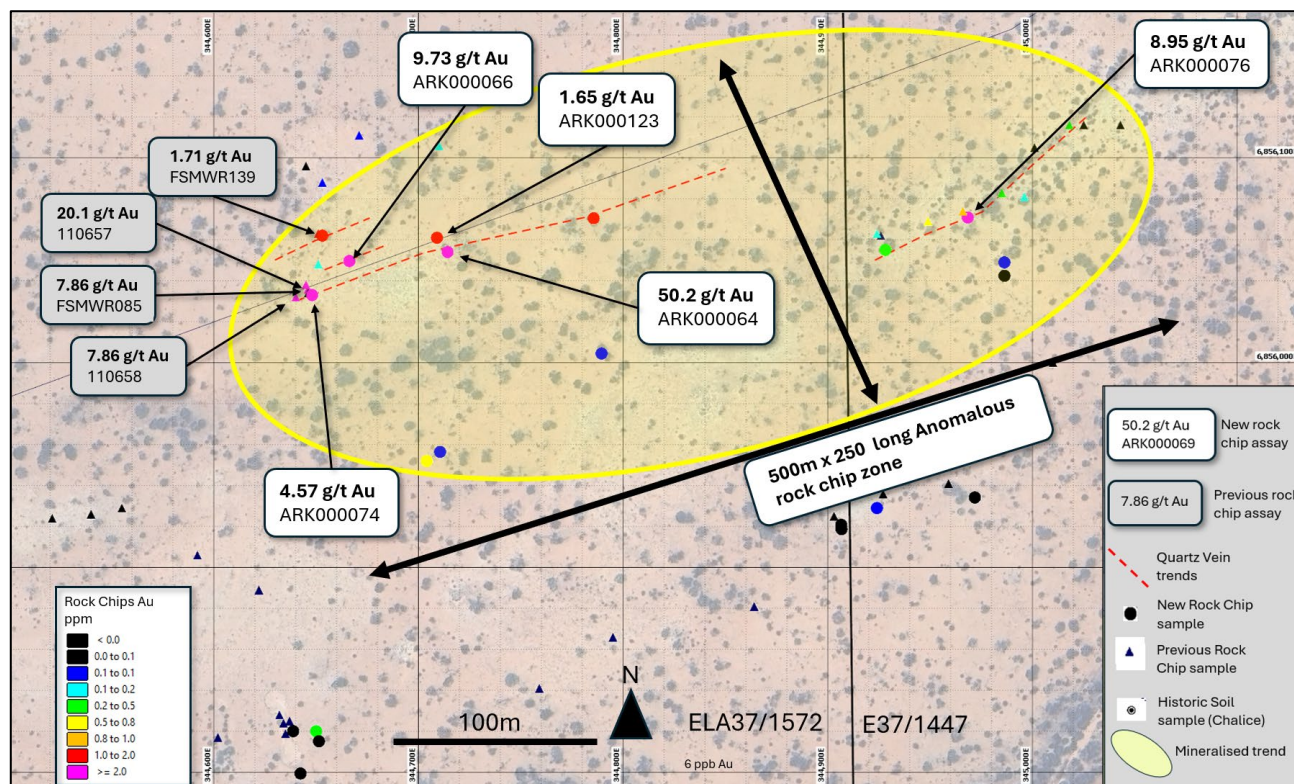 344,600E
344,800E
9.73 g/t Au
ARK000066
1.65 g/t Au
ARK000123
8.95 g/t Au
ARK000076
1.71 g/t Au
FSMWR139
6,856,100
20.1 g/t Au
110657
7.86 g/t Au
FSMWR085
50.2 g/t Au
ARK000064
7.86 g/t Au
110658
6,856,000
4.57 g/t Au
ARK000074
500m x 250 long Anomalous
rock chip zone
50.2 g/t Au
ARK000069
New rock
chip assay
7.86 g/t Au
Previous rock
chip assay
Quartz Vein
trends
New Rock Chip
sample
Previous Rock
Chip sample
Historic Soil
sample (Chalice)
Mineralised trend
Rock Chips Au
ppm
< 0.0
0.0 to 0.1
0.1 to 0.1
0.1 to 0.2
0.2 to 0.5
0.5 to 0.8
0.8 to 1.0
1.0 to 2.0
>= 2.0
100m
N
ELA37/1572
E37/1447
6 ppb Au
344,600E
344,700E
344,800E
344,900E
345,000E